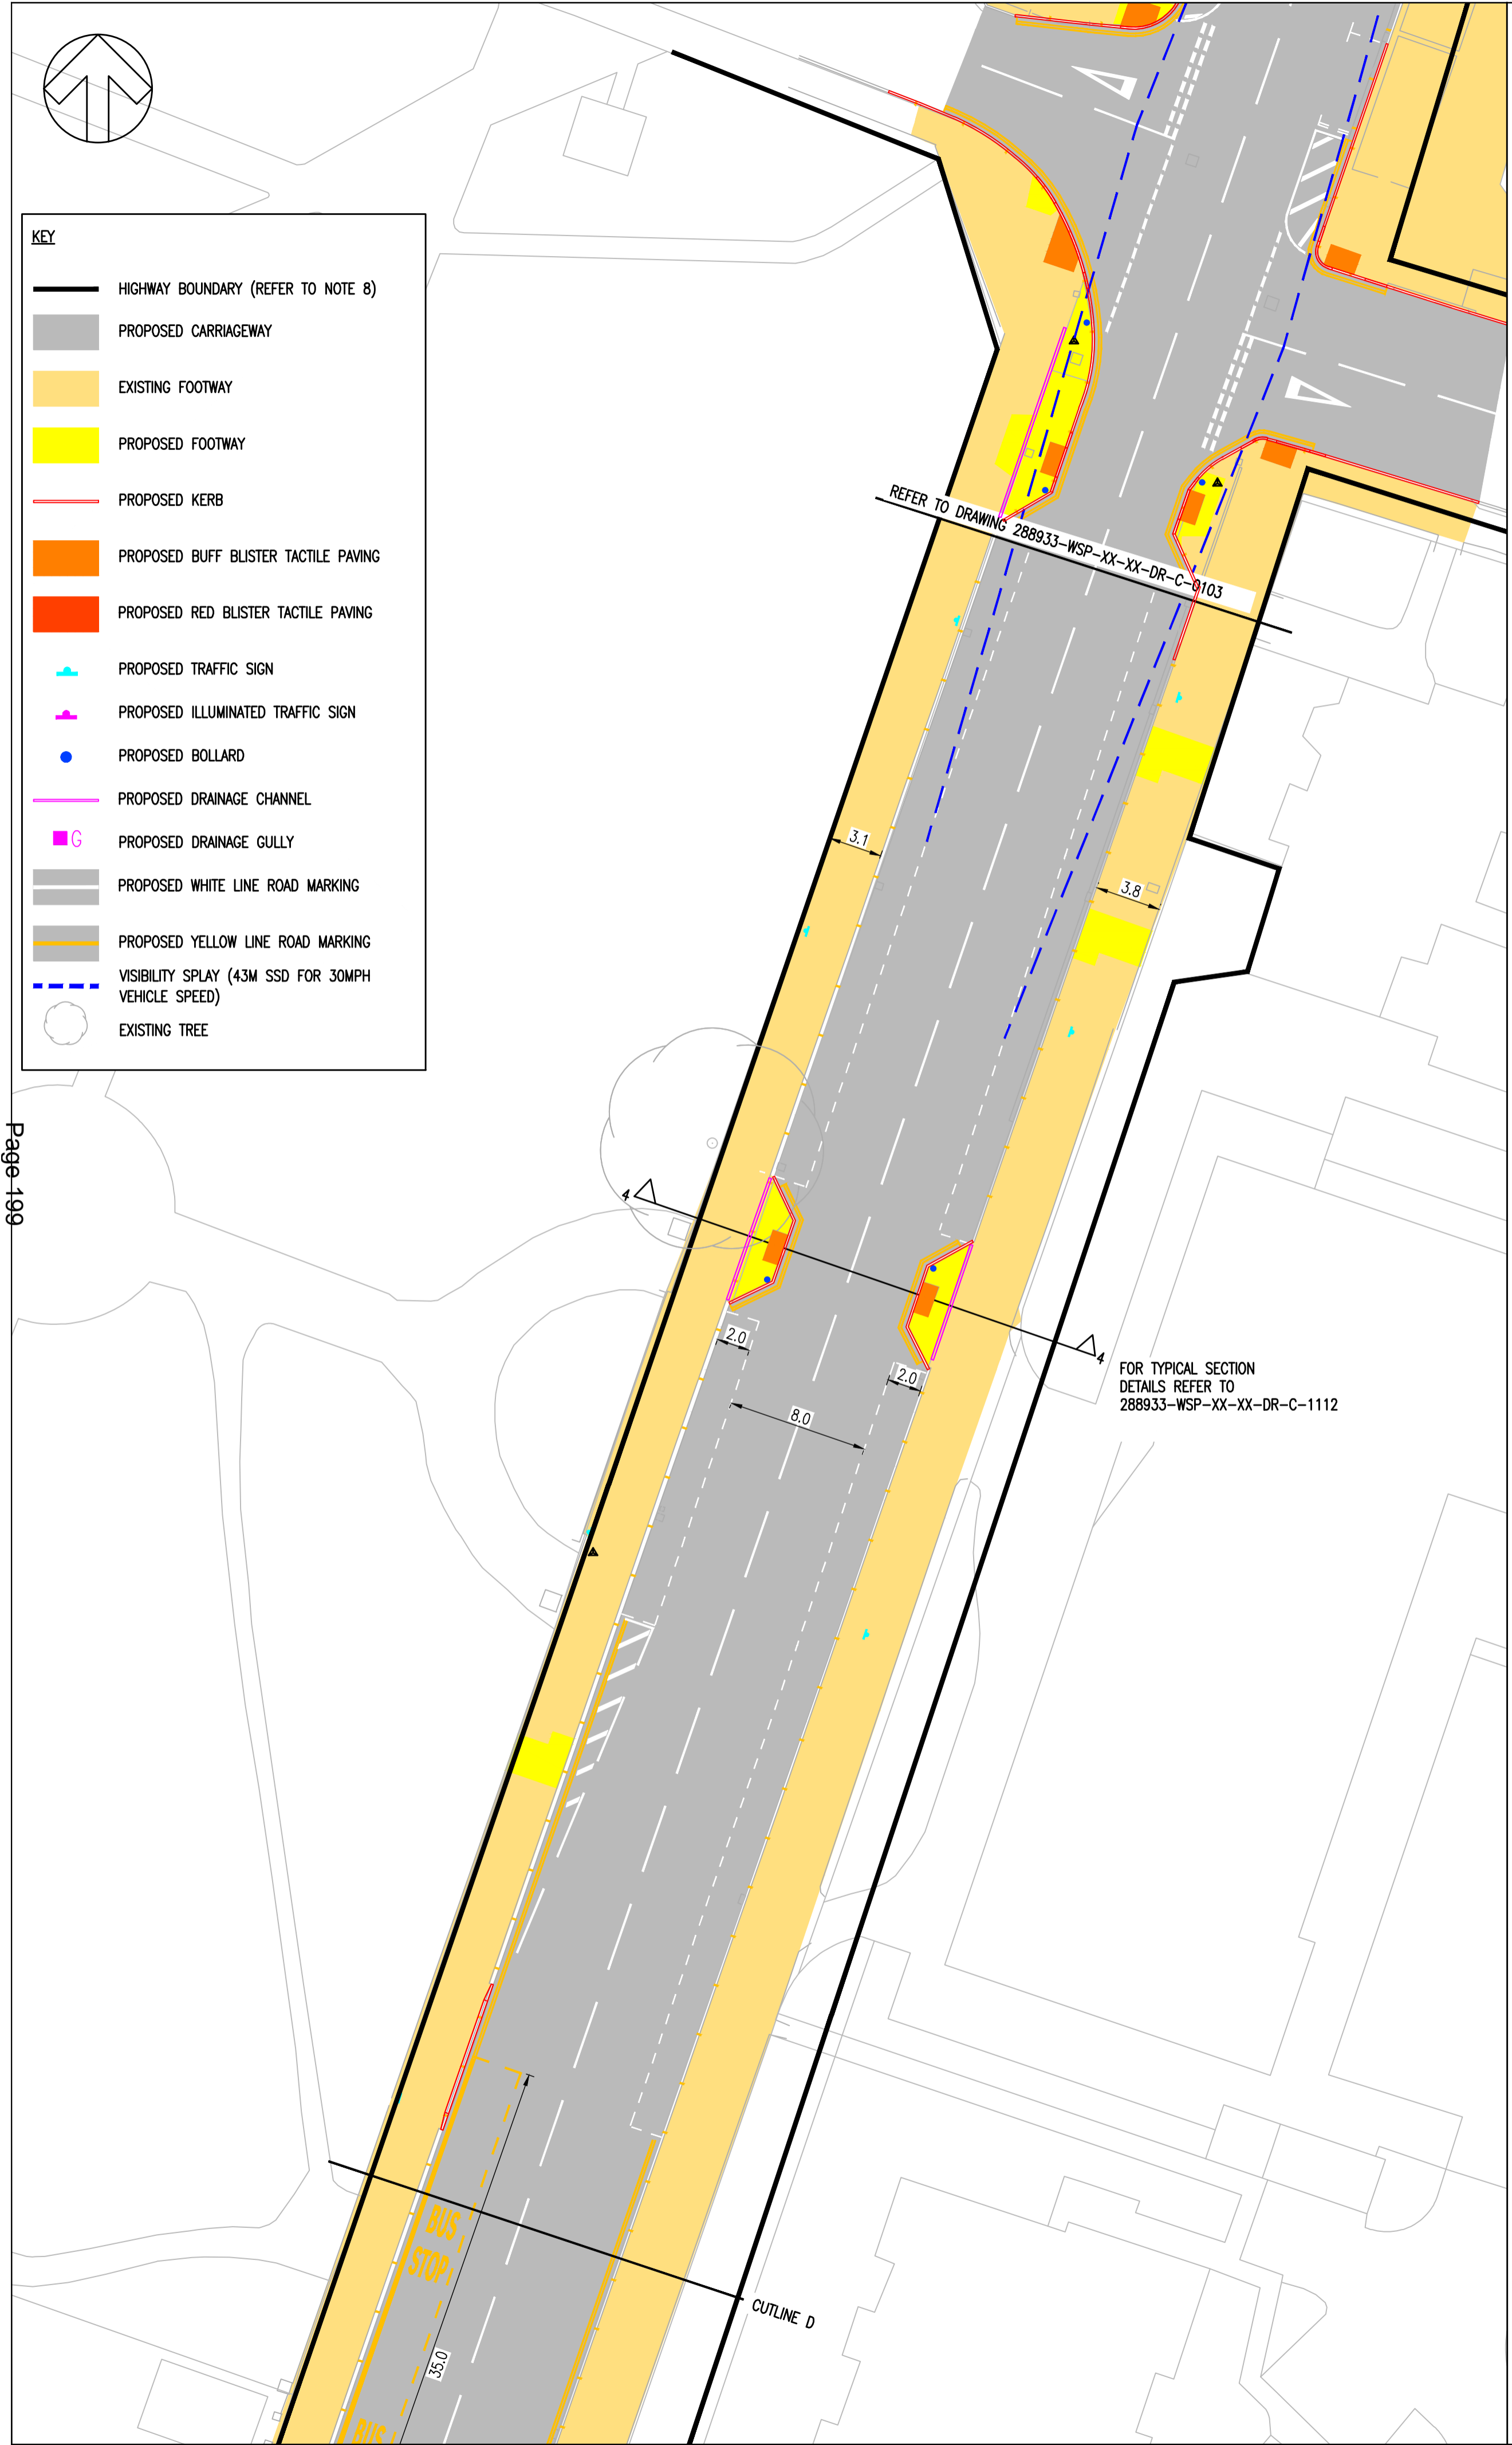 KEY
HIGHWAY BOUNDARY (REFER TO NOTE 8)
PROPOSED CARRIAGEWAY
EXISTING FOOTWAY
PROPOSED FOOTWAY
PROPOSED KERB
PROPOSED BUFF BLISTER TACTILE PAVING
PROPOSED RED BLISTER TACTILE PAVING
PROPOSED TRAFFIC SIGN
PROPOSED ILLUMINATED TRAFFIC SIGN
PROPOSED BOLLARD
PROPOSED DRAINAGE CHANNEL
G
PROPOSED DRAINAGE GULLY
PROPOSED WHITE LINE ROAD MARKING
PROPOSED YELLOW LINE ROAD MARKING
VISIBILITY SPLAY (43M SSD FOR 30MPH
VEHICLE SPEED)
EXISTING TREE
Page 199
REFER TO DRAWING 288933-WSP-XX-XX-DR-C-0103
3.1
3.8
4
4
FOR TYPICAL SECTION
DETAILS REFER TO
288933-WSP-XX-XX-DR-C-1112
2.0
2.0
8.0
BUS
STOP
CUTLINE D
35.0
BUS